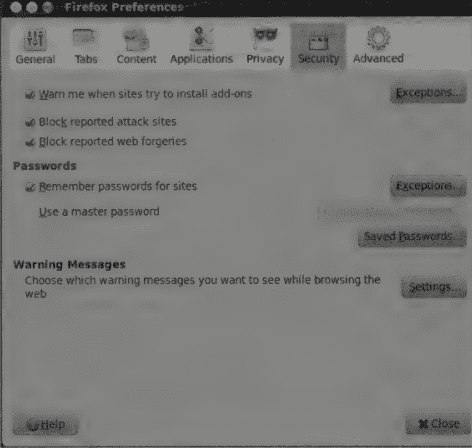 Firefox Preferences
General Tabs Content Applications Privacy Security Advanced
Warn me when sites try to install add-ons Exceptions...
Block reported attack sites
Block reported web forgeries
Passwords
Remember passwords for sites Exceptions...
Use a master password
Saved Passwords...
Warning Messages
Choose which warning messages you want to see while browsing the
web Settings...
Help Close